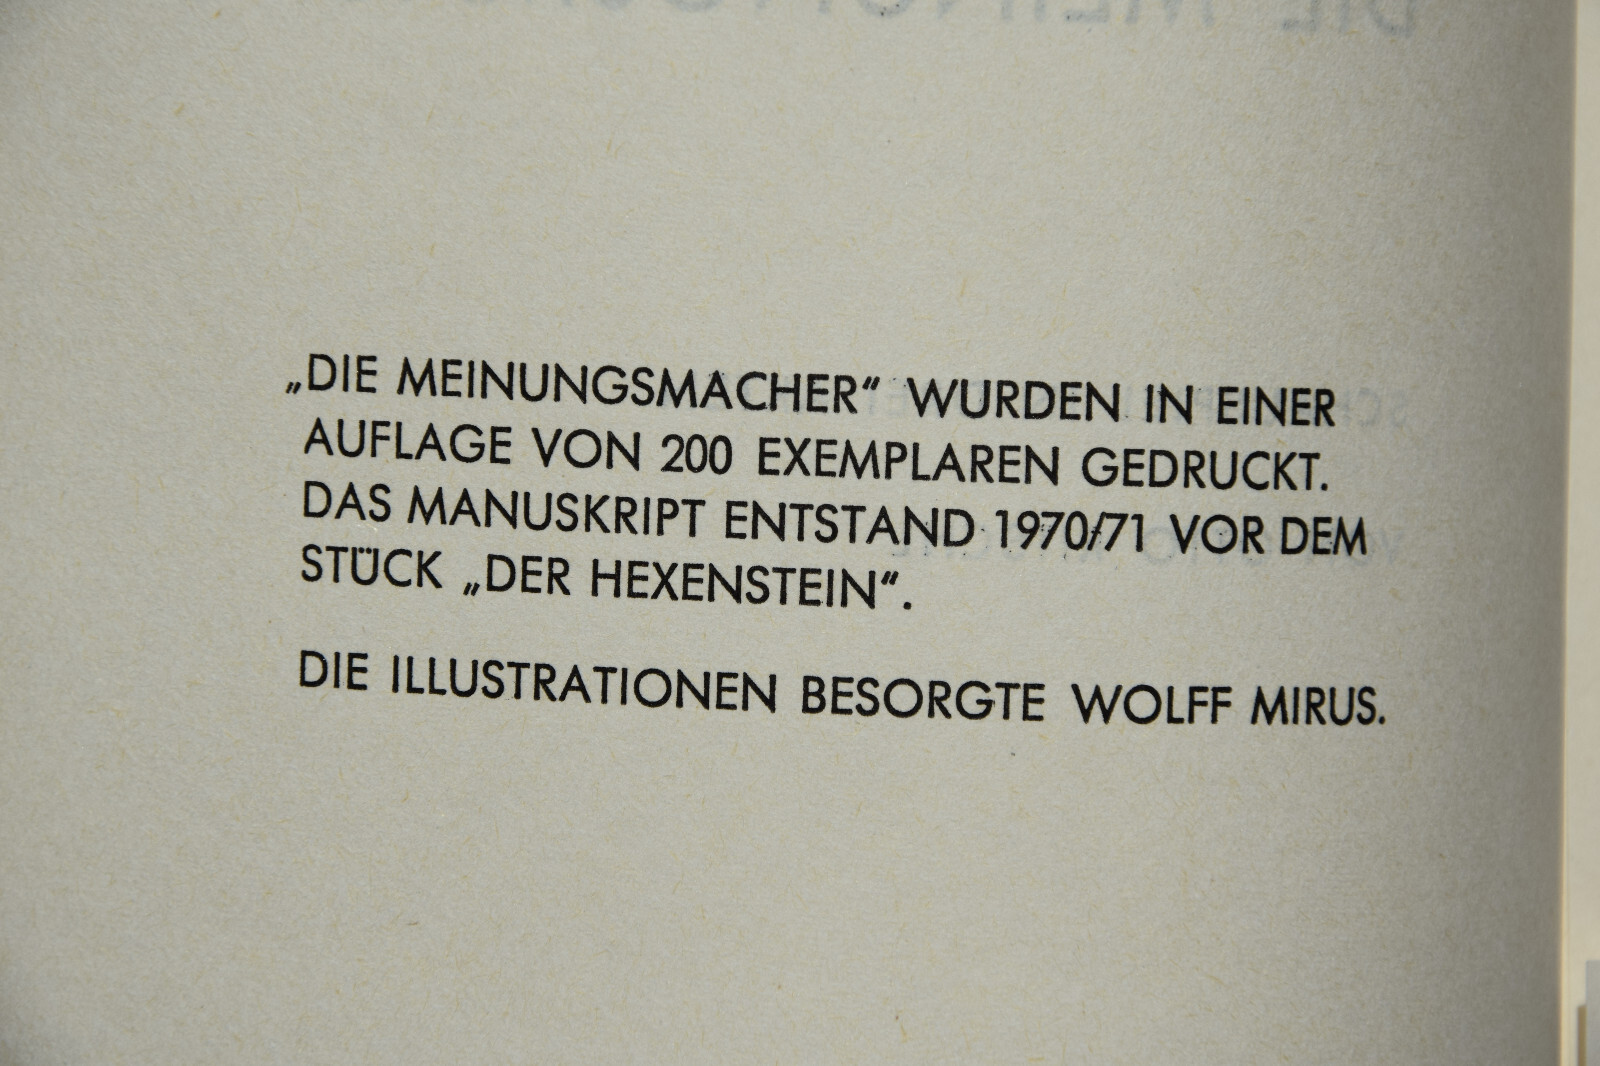 „DIE MEINUNGSMACHER“ WURDEN IN EINER
AUFLAGE VON 200 EXEMPLAREN GEDRUCKT.
DAS MANUSKRIPT ENTSTAND 1970/71 VOR DEM
STÜCK „DER HEXENSTEIN“.
DIE ILLUSTRATIONEN BESORGTE WOLFF MIRUS.